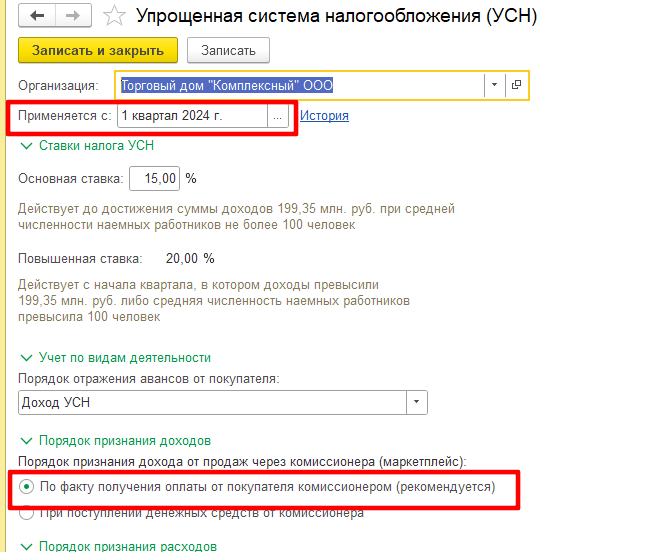 Упрощенная система налогообложения (УСН)
Записать и закрыть Записать
Организация: Торговый дом "Комплексный" ООО
Применяется с: 1 квартал 2024 г. ... История
Ставки налога УСН
Основная ставка: 15,00 %
Действует до достижения суммы доходов 199,35 млн. руб. при средней
численности наемных работников не более 100 человек
Повышенная ставка: 20,00 %
Действует с начала квартала, в котором доходы превысили
199,35 млн. руб. либо средняя численность наемных работников
превысила 100 человек
Учет по видам деятельности
Порядок отражения авансов от покупателя:
Доход УСН
Порядок признания доходов
Порядок признания дохода от продаж через комиссионера (маркетплейс):
По факту получения оплаты от покупателя комиссионером (рекомендуется)
При поступлении денежных средств от комиссионера
Порядок признания расходов